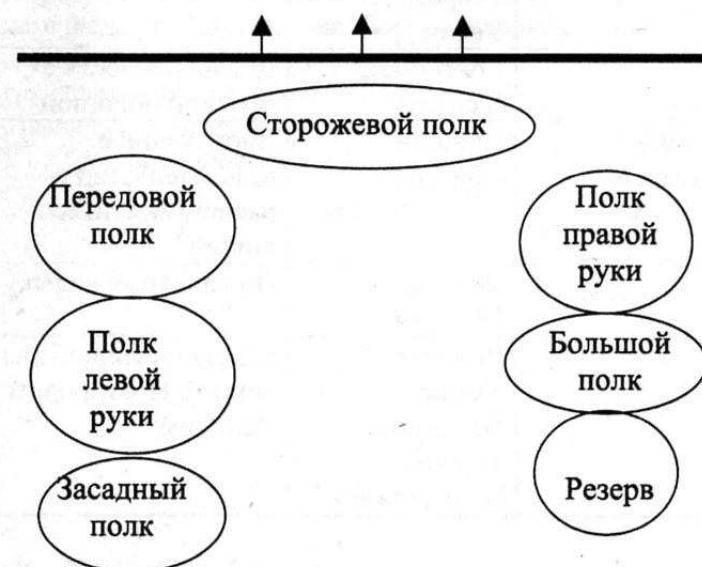 Сторожевой полк
Передовой
полк
Полк
правой
руки
Полк
левой
руки
Большой
полк
Засадный
полк
Резерв